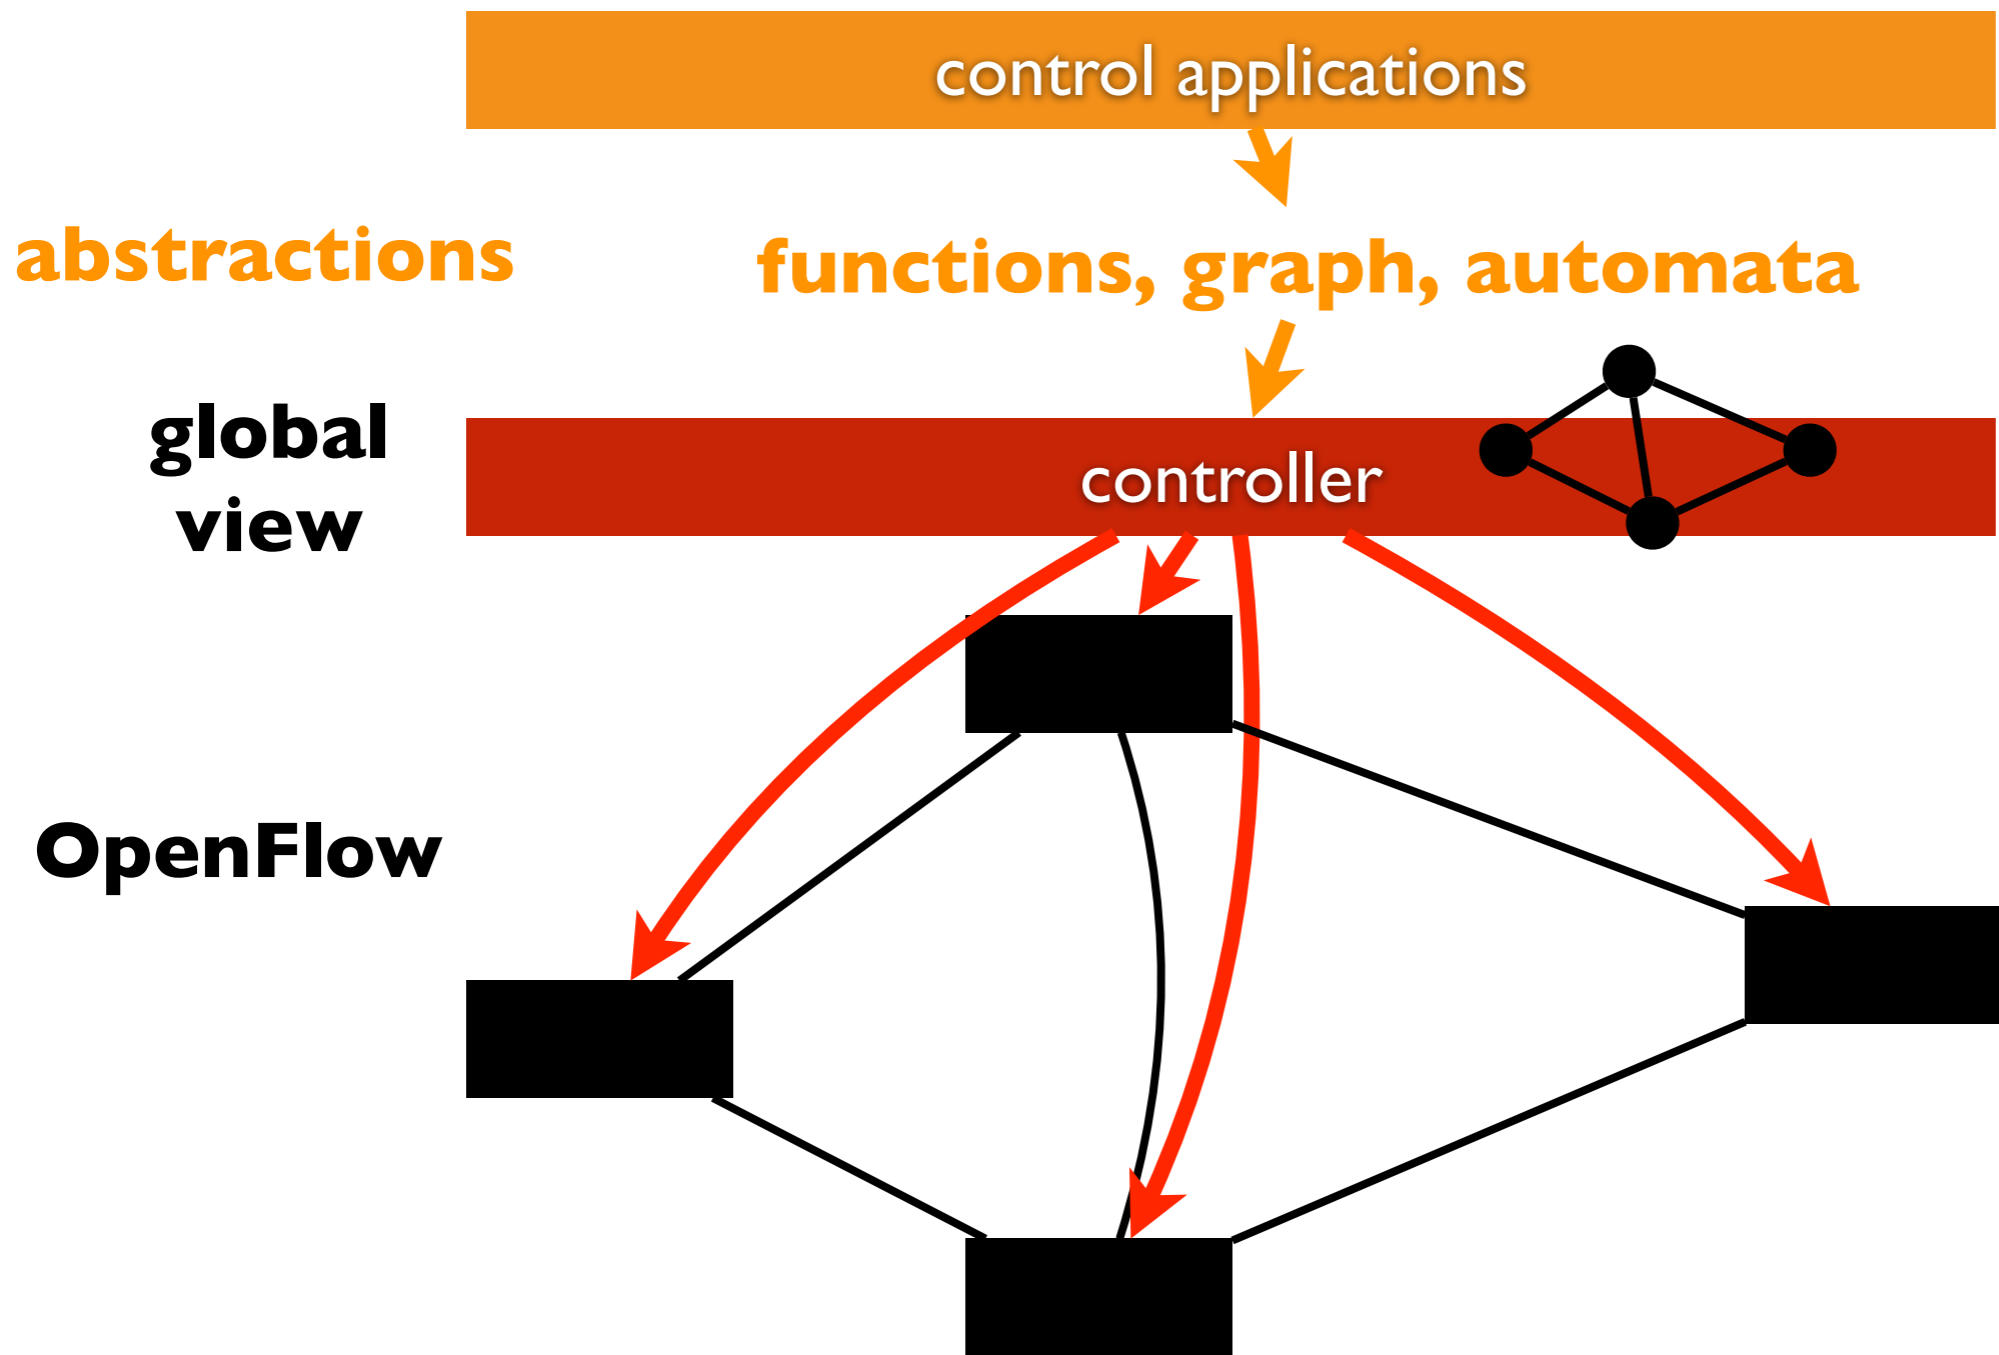 control applications
abstractions
functions, graph, automata
global
view
controller
OpenFlow